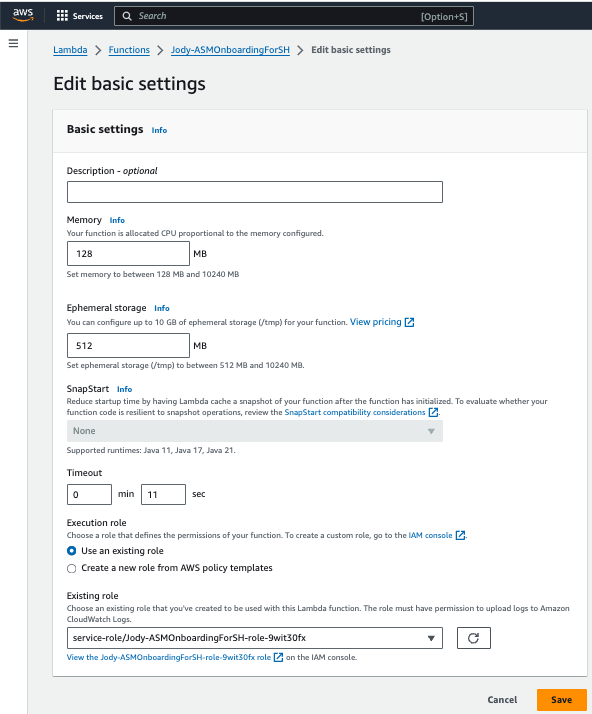 aws
Services
Search
[Option+S]
Lambda > Functions > Jody-ASMOnboardingForSH > Edit basic settings
Edit basic settings
Basic settings Info
Description - optional
Memory Info
Your function is allocated CPU proportional to the memory configured.
128 MB
Set memory to between 128 MB and 10240 MB
Ephemeral storage Info
You can configure up to 10 GB of ephemeral storage (/tmp) for your function. View pricing
512 MB
Set ephemeral storage (/tmp) to between 512 MB and 10240 MB.
SnapStart Info
Reduce startup time by having Lambda cache a snapshot of your function after the function has initialized. To evaluate whether your
function code is resilient to snapshot operations, review the SnapStart compatibility considerations.
None
Supported runtimes: Java 11, Java 17, Java 21.
Timeout
0 min 11 sec
Execution role
Choose a role that defines the permissions of your function. To create a custom role, go to the IAM console.
Use an existing role
Create a new role from AWS policy templates
Existing role
Choose an existing role that you've created to be used with this Lambda function. The role must have permission to upload logs to Amazon
CloudWatch Logs.
service-role/Jody-ASMOnboardingForSH-role-9wit30fx
View the Jody-ASMOnboardingForSH-role-9wit30fx role on the IAM console.
Cancel Save